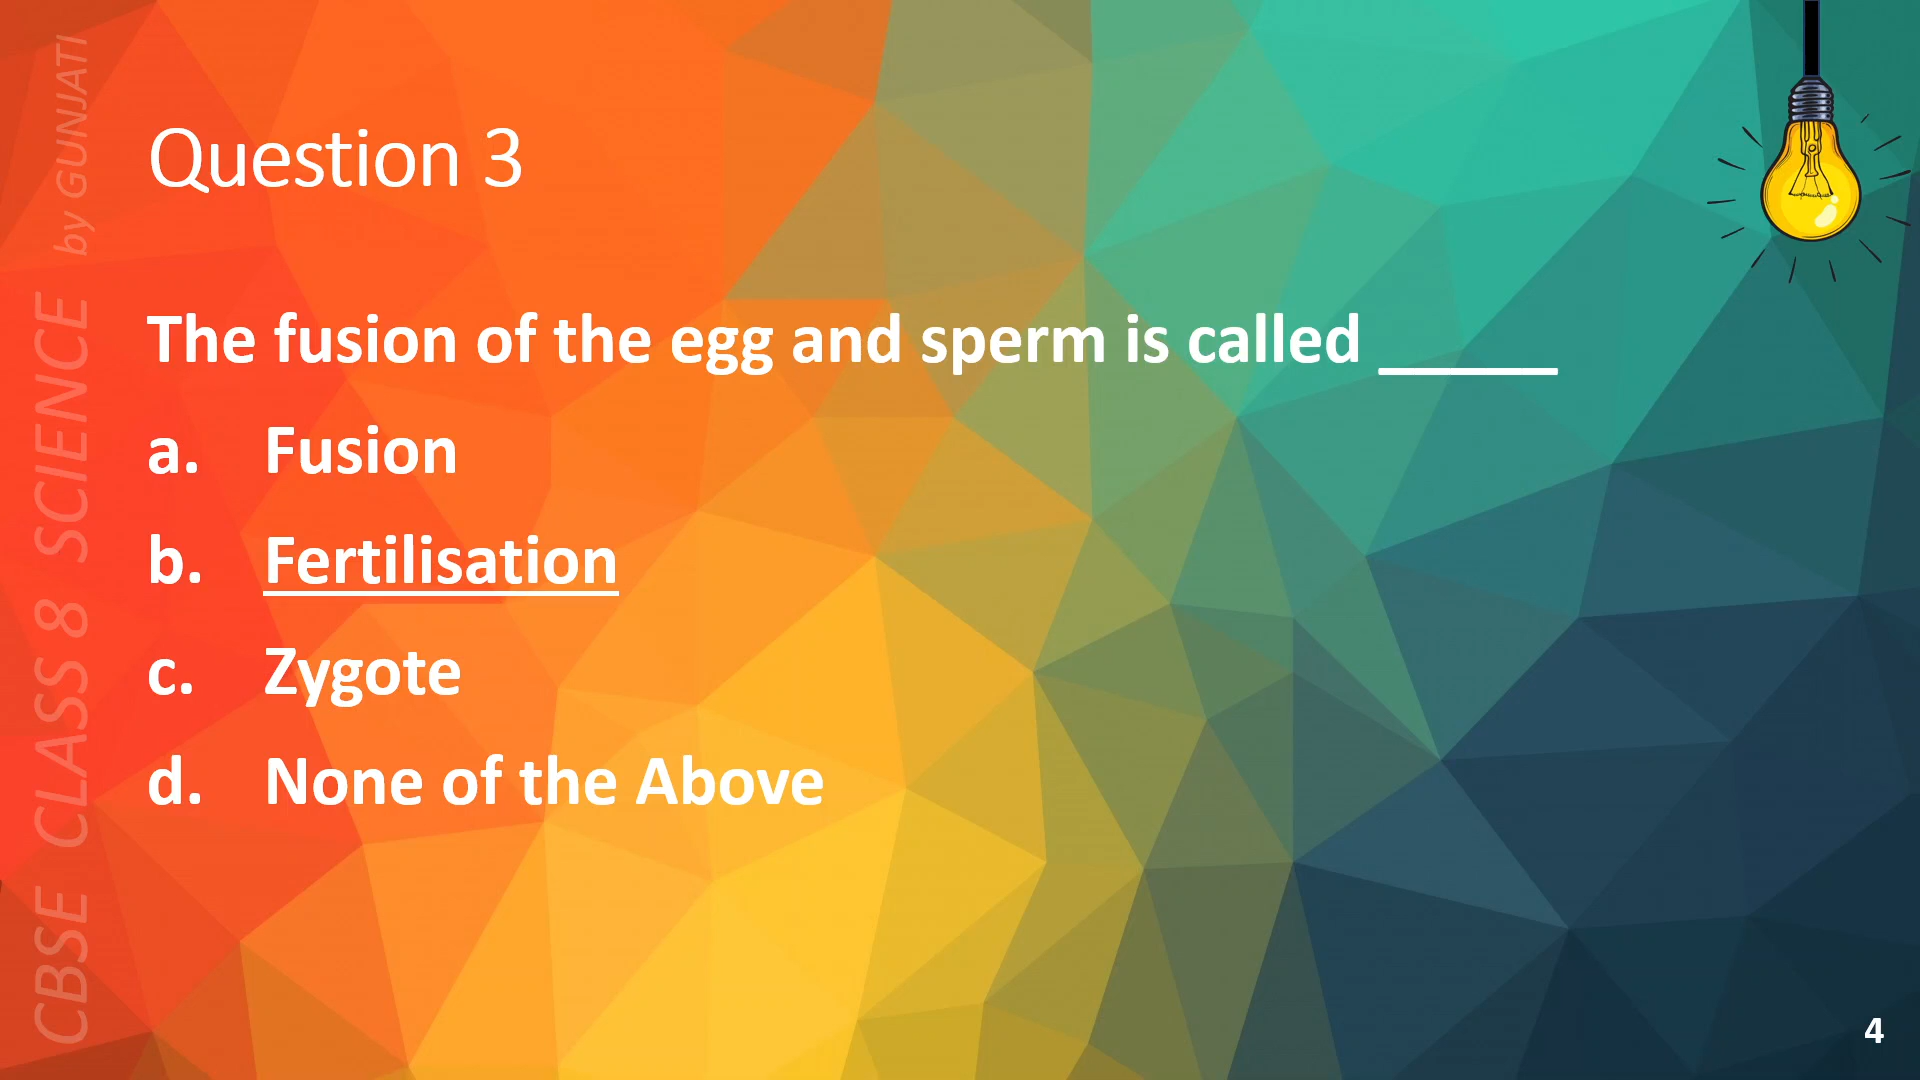 CBSE CLASS 8 SCIENCE by GUNJATI
Question 3
The fusion of the egg and sperm is called ______
a. Fusion
b. Fertilisation
c. Zygote
d. None of the Above
4